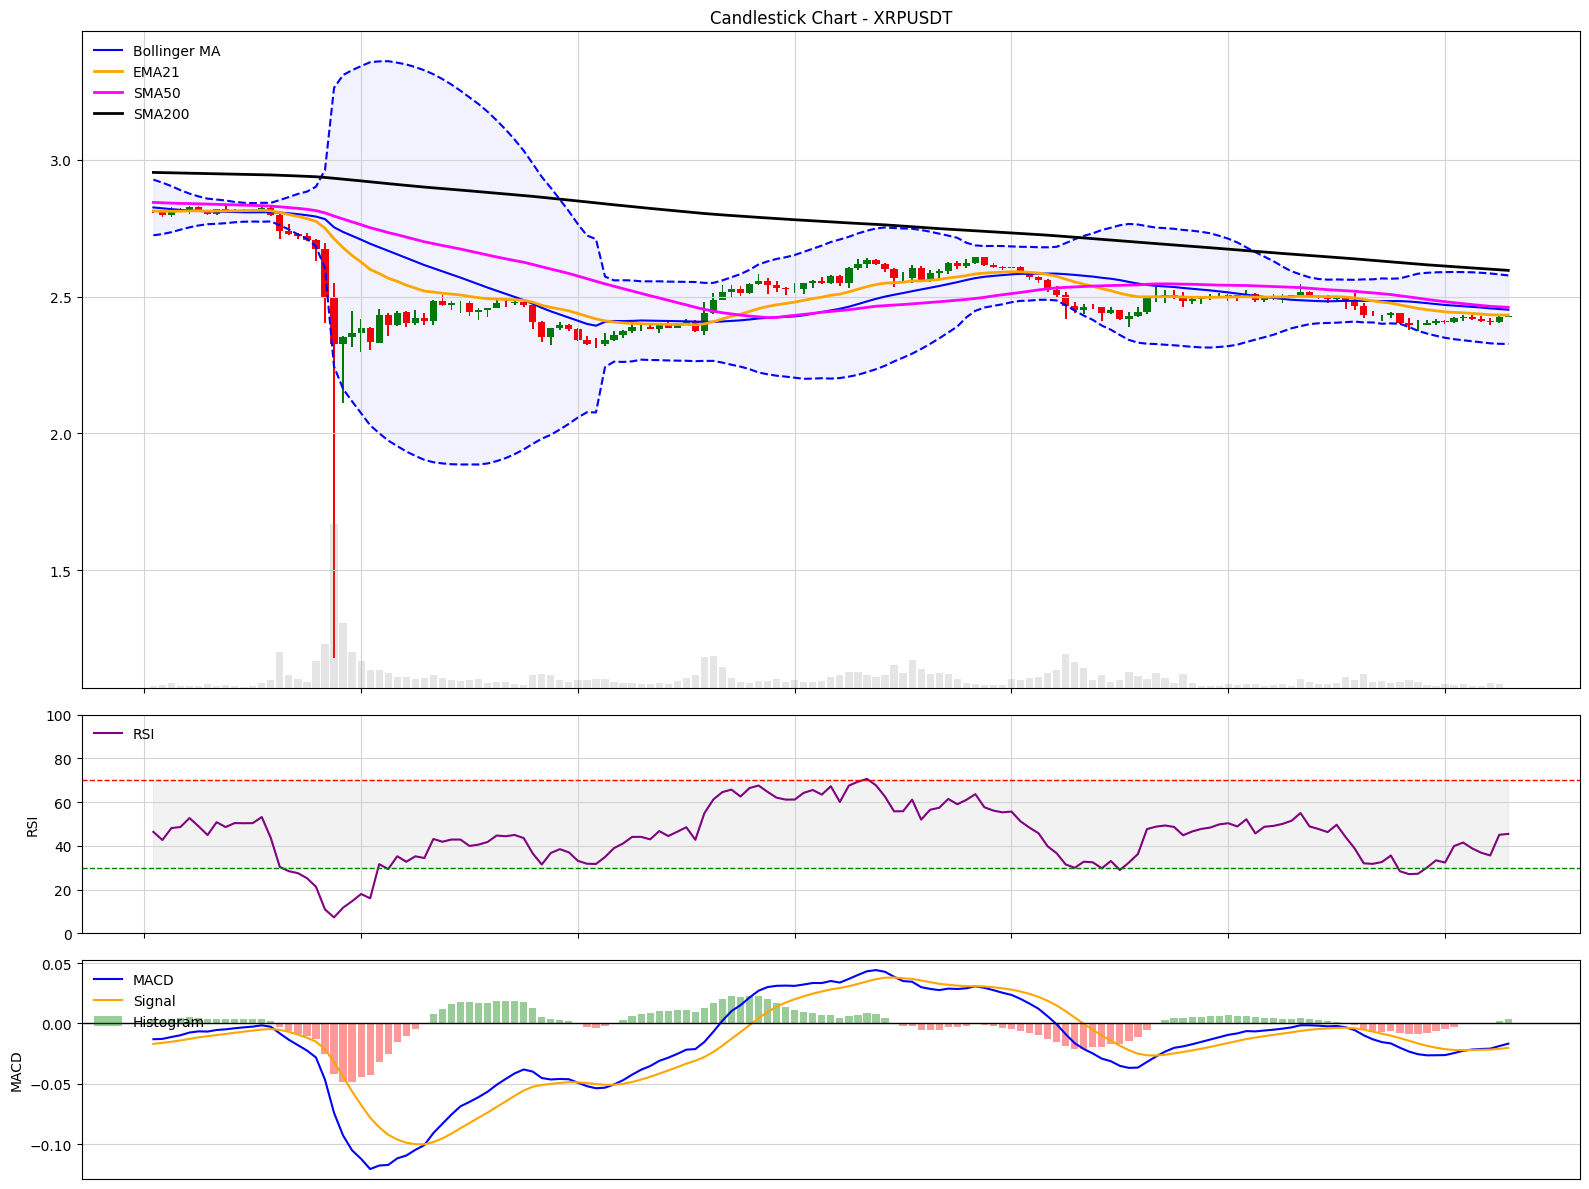 Candlestick Chart - XRPUSDT
Bollinger MA
EMA21
SMA50
SMA200
3.0
2.5
2.0
1.5
100
RSI
80
60
RSI
40
20
0
0.05
MACD
Signal
Histogram
0.00
MACD
−0.05
−0.10